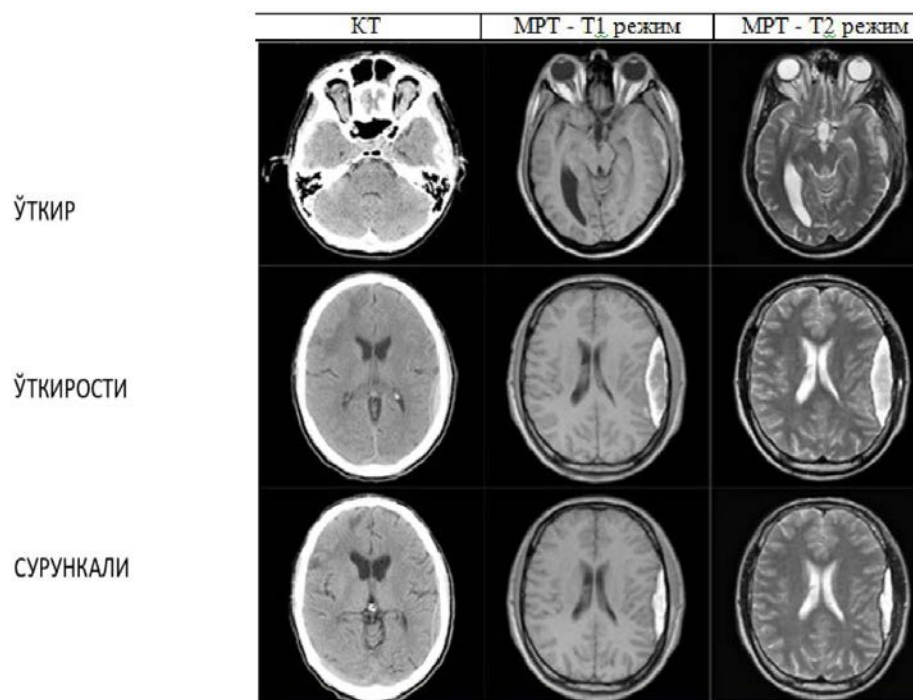 КТ
МРТ - Т1 режим
МРТ - Т2 режим
ЎТКИР
ЎТКИРОСТИ
СУРУНКАЛИ